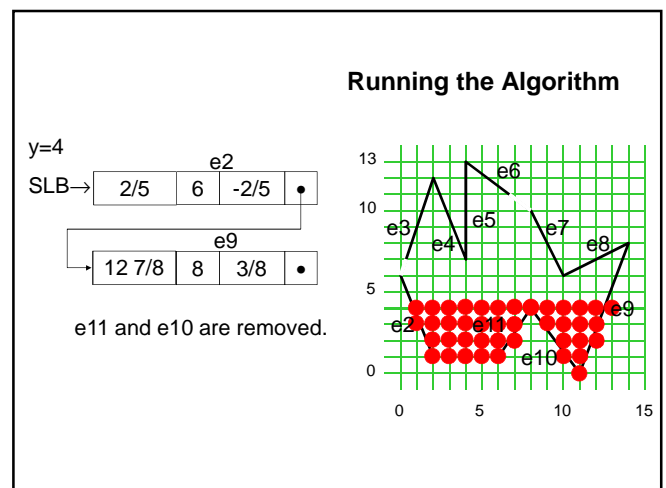 Running the Algorithm
y=4
e2
SLB→ 2/5 6 -2/5 •
e9
12 7/8 8 3/8 •
e11 and e10 are removed.
13
e6
10
e3
e5
e4
e7
e8
5
e2
e11
e9
e10
0
0 5 10 15